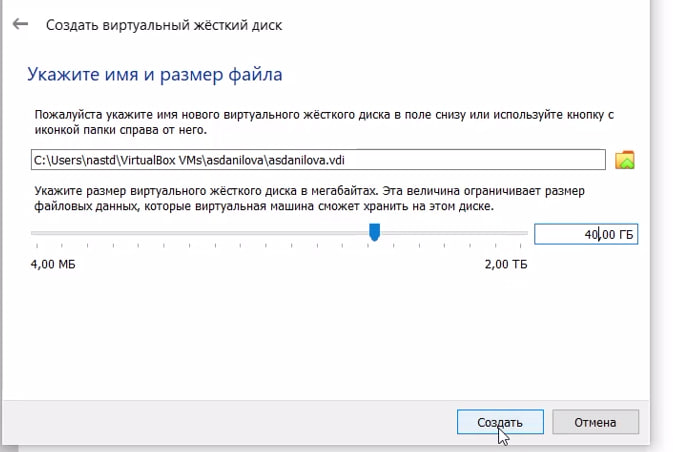 Создать виртуальный жёсткий диск
Укажите имя и размер файла
Пожалуйста укажите имя нового виртуального жёсткого диска в поле снизу или используйте кнопку с
иконкой папки справа от него.
C:\Users\nastd\VirtualBox VMs\asdanilova\asdanilova.vdi
Укажите размер виртуального жёсткого диска в мегабайтах. Эта величина ограничивает размер
файловых данных, которые виртуальная машина сможет хранить на этом диске.
40,00 ГБ
4,00 МБ 2,00 ТБ
Создать Отмена